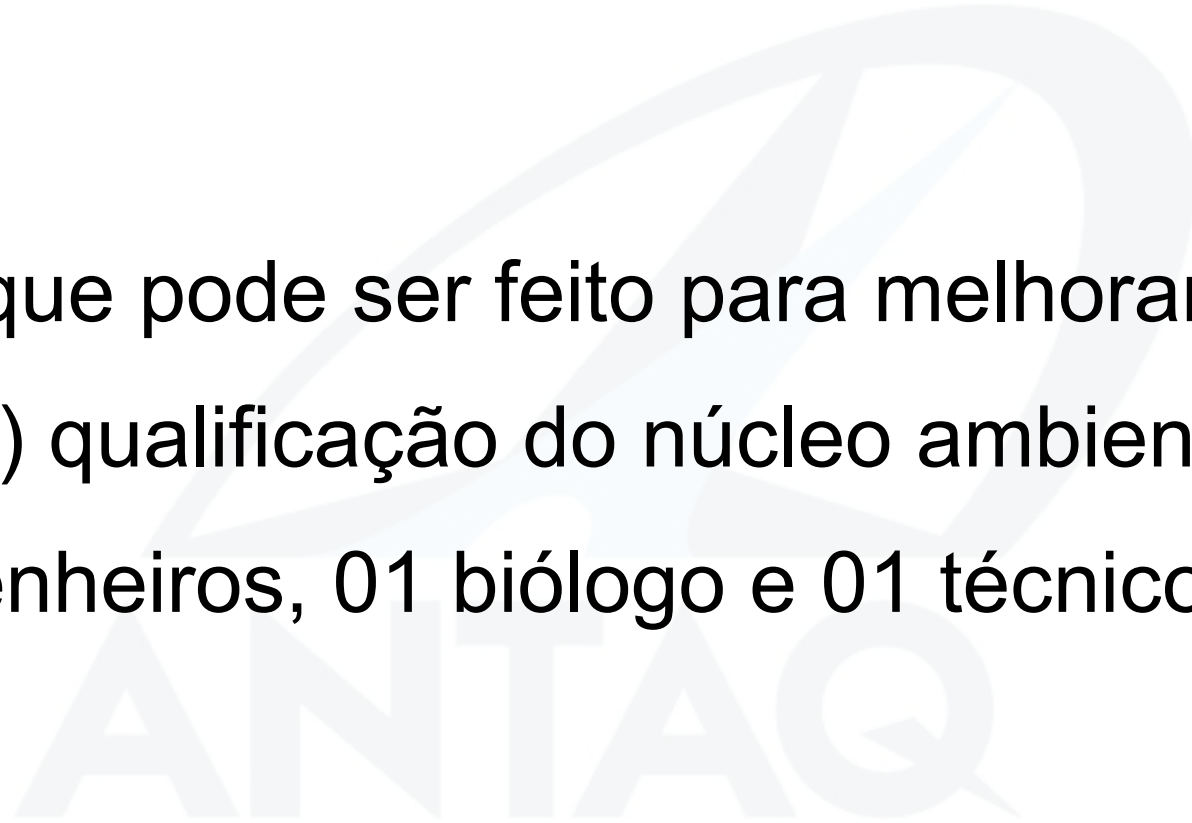 que pode ser feito para melhorar
) qualificação do núcleo ambien
enheiros, 01 biólogo e 01 técnico
ANTAQ